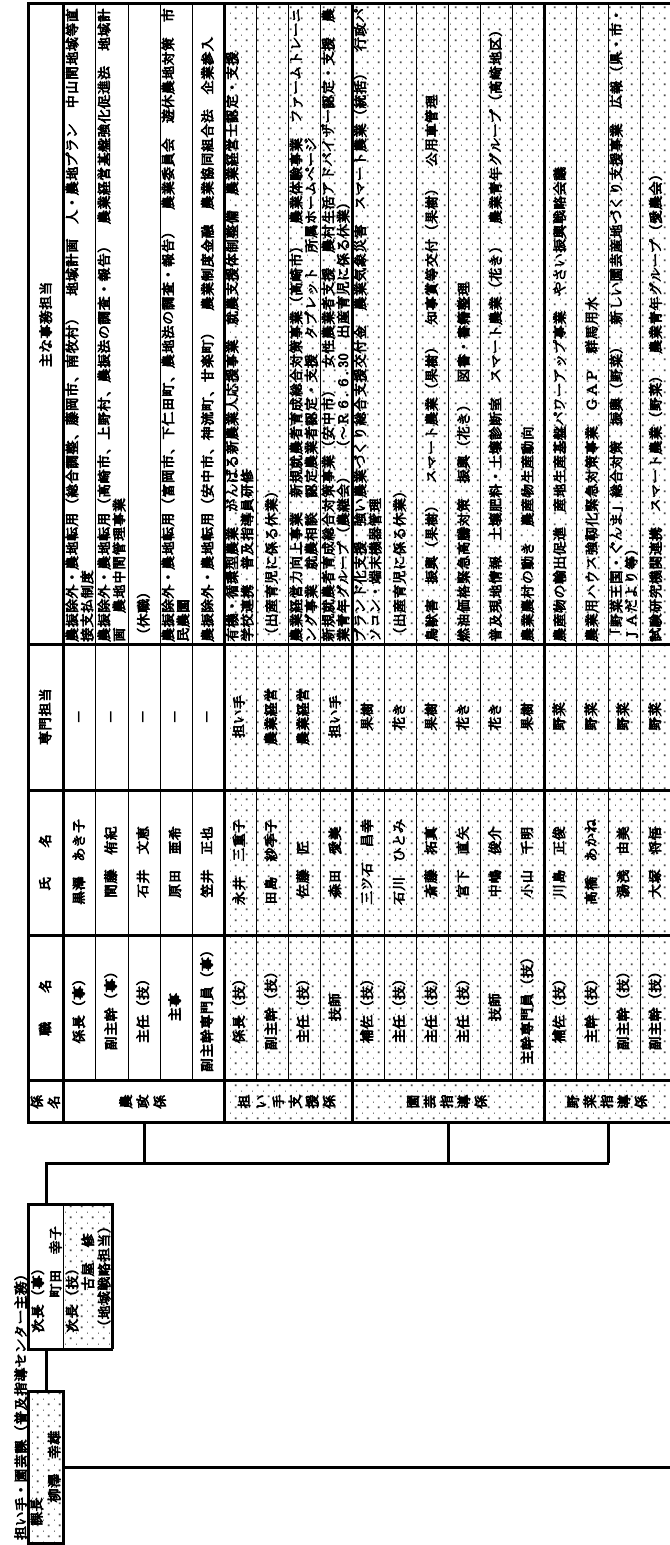 担い手・園芸課（普及指導センター主務）
課長
柳澤　幸雄
次長（事）
町田　幸子
次長（技）
古屋　修
（地域戦略担当）
係名　職　名　氏　名　専門担当　主な事務担当
農政係
係長（事）　黒澤　あき子　－　農振除外・農地転用（総合調整、藤岡市、南牧村）　地域計画　人・農地プラン　中山間地域等直
接支払制度
副主幹（事）　間藤　侑紀　－　農振除外・農地転用（高崎市、上野村、農振法の調査・報告）　農業経営基盤強化促進法　地域計
画　農地中間管理事業
主任（技）　石井　文恵　－　（休職）
主事　原田　亜希　－　農振除外・農地転用（富岡市、下仁田町、農地法の調査・報告）　農業委員会　遊休農地対策　市
民農園
副主幹専門員（事）　笠井　正也　－　農振除外・農地転用（安中市、神流町、甘楽町）　農業制度金融　農業協同組合法　企業参入
担い手支援係
係長（技）　永井　三重子　担い手　有機・循環型農業　がんばる新農業人応援事業　就農支援体制整備　農業経営士認定・支援
学校連携　普及指導員研修
副主幹（技）　田島　紗季子　農業経営　（出産育児に係る休業）
主任（技）　佐藤　匠　農業経営　農業経営力向上事業　新規就農者育成総合対策事業（高崎市）　農業体験事業　ファームトレーニ
ング事業　就農相談　認定農業者認定・支援　タブレット　所属ホームページ
技師　森田　愛美　担い手　新規就農者育成総合対策事業（安中市）　女性農業者支援　農村生活アドバイザー認定・支援　農
業青年グループ（農継会）　（～Ｒ６．６．30　出産育児に係る休業）
園芸指導係
補佐（技）　三ツ石　昌幸　果樹　ブランド化支援　強い農業づくり総合支援交付金　農業気象災害　スマート農業（統括）　行政パ
ソコン・端末機器管理
主任（技）　石川　ひとみ　花き　（出産育児に係る休業）
主任（技）　斎藤　拓真　果樹　鳥獣害　振興（果樹）　スマート農業（果樹）　知事賞等交付（果樹）　公用車管理
主任（技）　宮下　直矢　花き　燃油価格緊急高騰対策　振興（花き）　図書・書籍整理
技師　中嶋　俊介　花き　普及現地情報　土壌肥料・土壌診断室　スマート農業（花き）　農業青年グループ（高崎地区）
主幹専門員（技）　小山　千明　果樹　農業農村の動き　農産物生産動向
野菜指導係
補佐（技）　川島　正俊　野菜　農産物の輸出促進　産地生産基盤パワーアップ事業　やさい振興戦略会議
主幹（技）　高橋　あかね　野菜　農業用ハウス強靭化緊急対策事業　ＧＡＰ　群馬用水
副主幹（技）　湯浅　由美　野菜　「野菜王国・ぐんま」総合対策　振興（野菜）　新しい園芸産地づくり支援事業　広報（県・市・
ＪＡだより等）
副主幹（技）　大塚　将悟　野菜　試験研究機関連携　スマート農業（野菜）　農業青年グループ（愛農会）